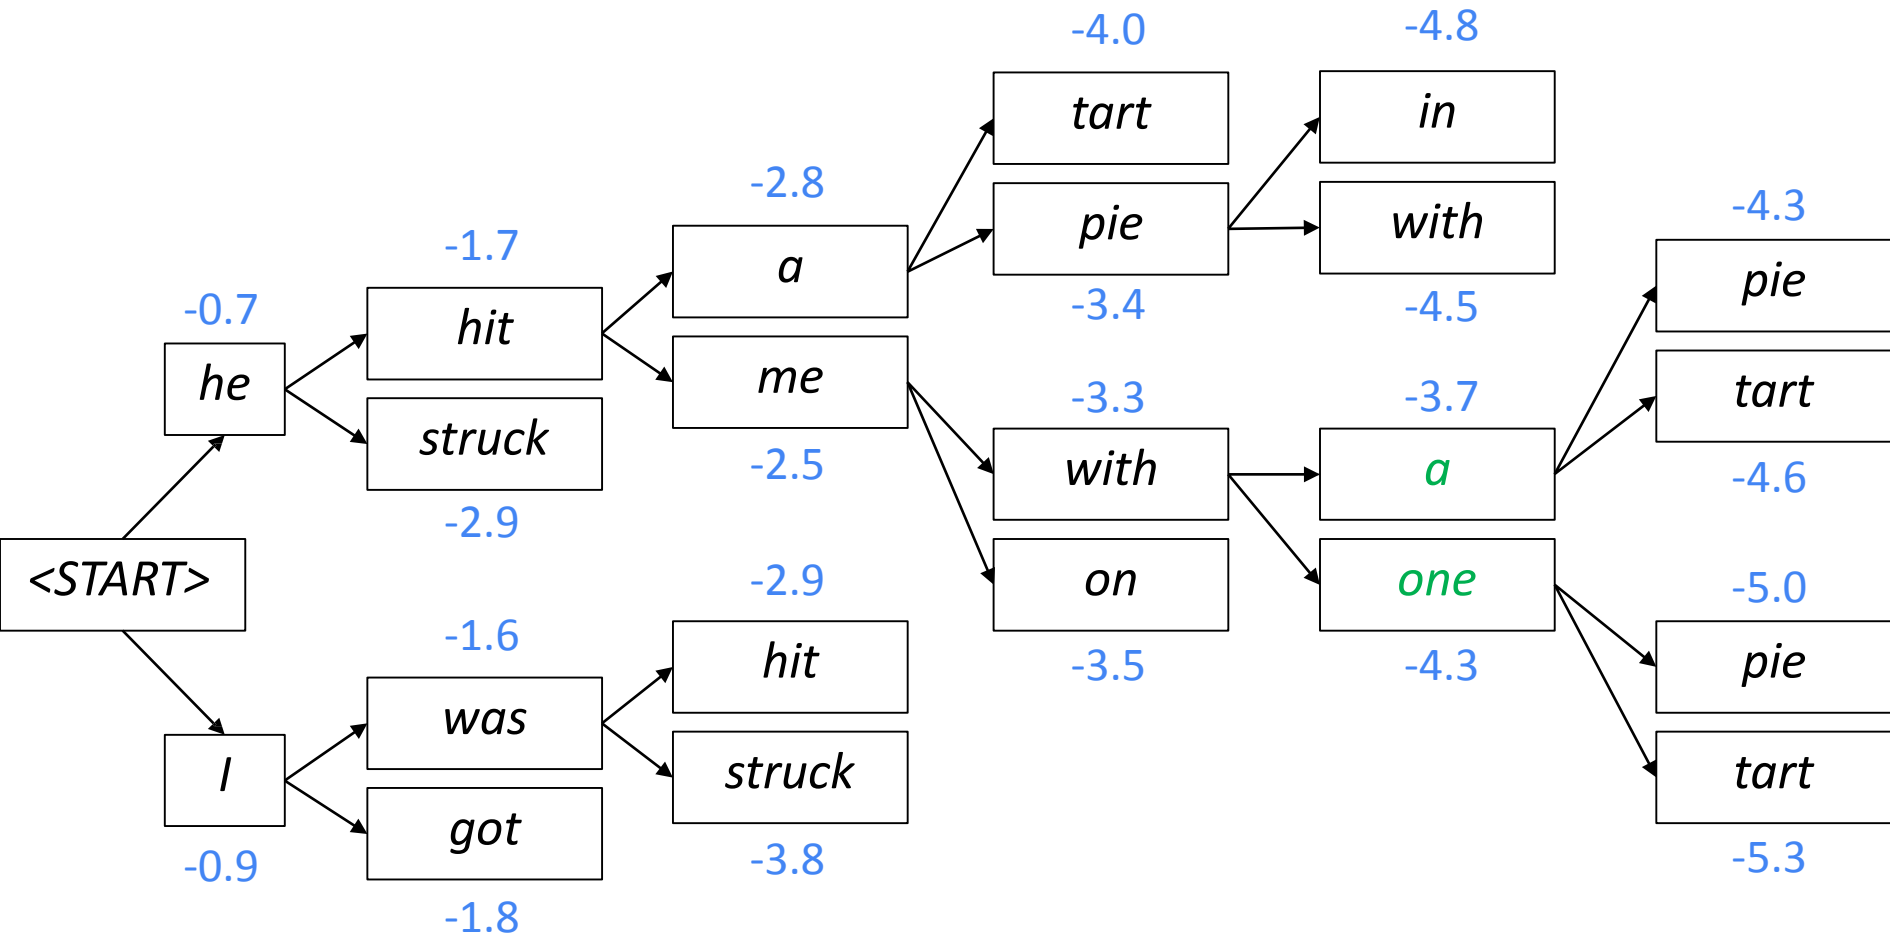 <START>
-0.7
he
I
-0.9
-1.7
hit
struck
-2.9
-1.6
was
got
-1.8
-2.8
a
me
-2.5
-2.9
hit
struck
-3.8
-4.0
tart
pie
-3.4
-3.3
with
on
-3.5
-4.8
in
with
-4.5
-3.7
a
one
-4.3
-4.3
pie
tart
-4.6
-5.0
pie
tart
-5.3